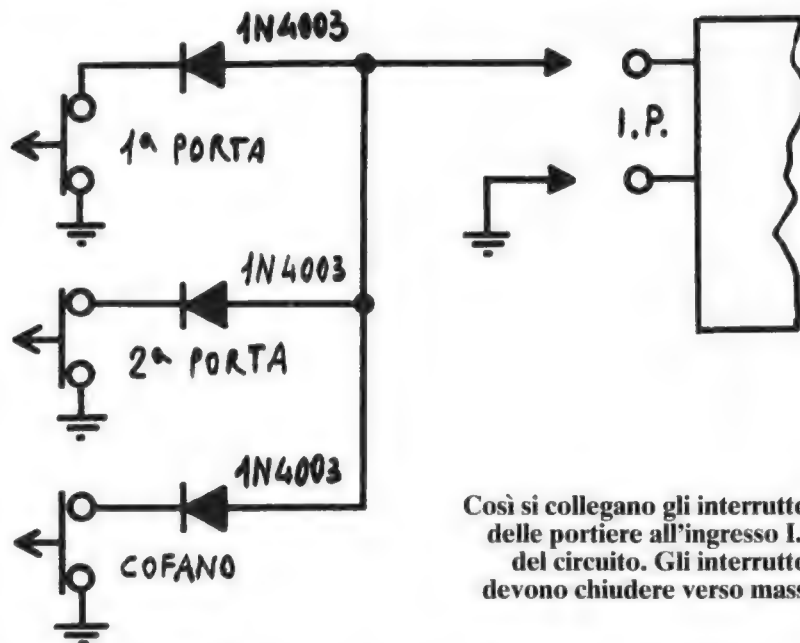 1N4003
1ª PORTA
I.P.
1N4003
2ª PORTA
1N4003
COFANO
Così si collegano gli interrutto
delle portiere all'ingresso I.
del circuito. Gli interrutto
devono chiudere verso mass